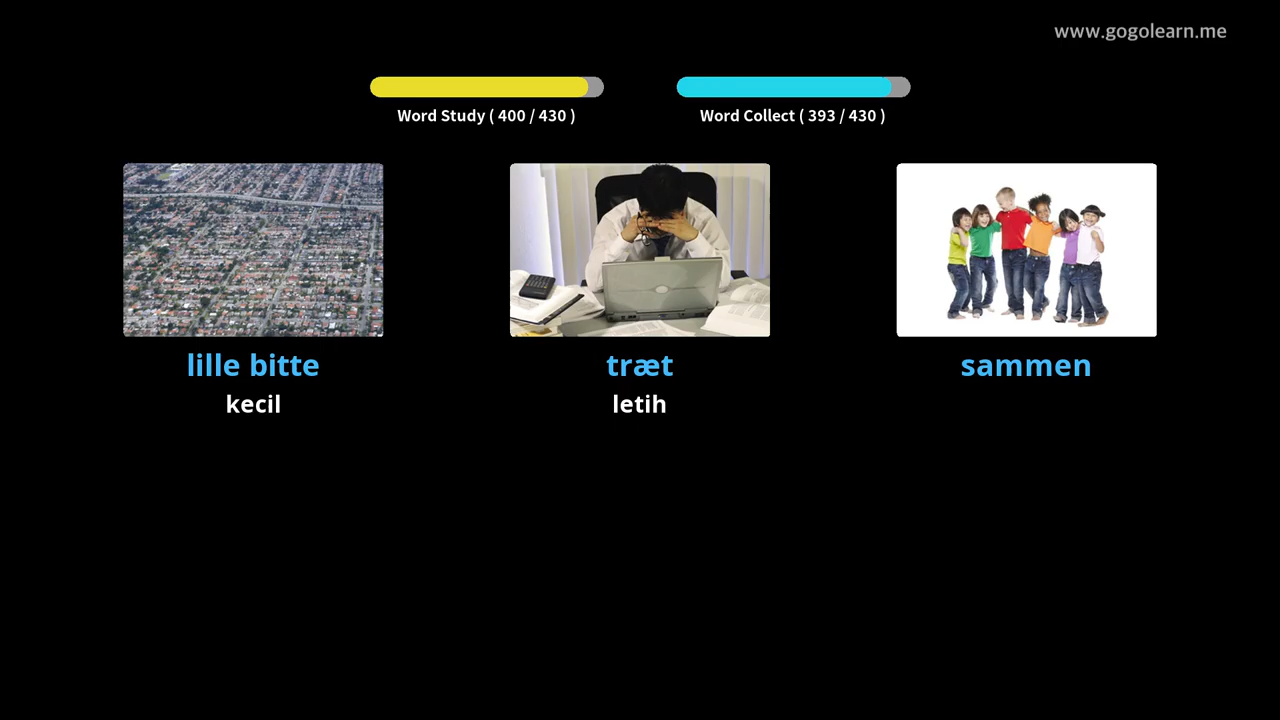 www.gogolearn.me
Word Study ( 400 / 430 )
Word Collect ( 393 / 430 )
lille bitte
træt
sammen
kecil
letih